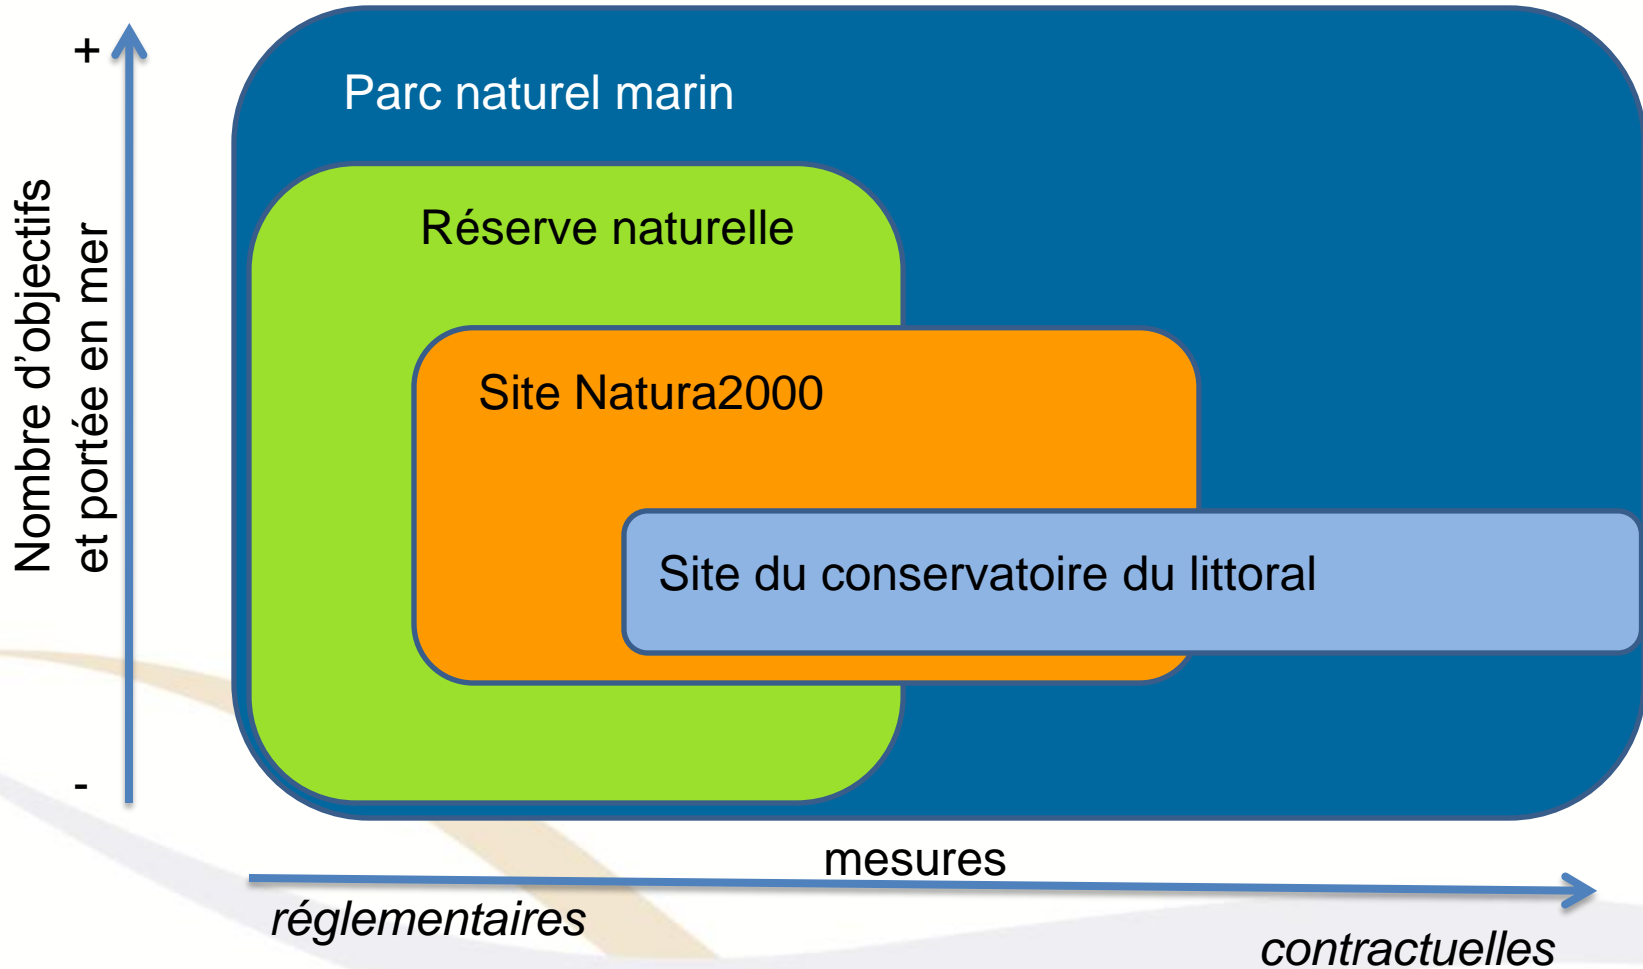 +
Nombre d’objectifs
et portée en mer
-
Parc naturel marin
Réserve naturelle
Site Natura2000
Site du conservatoire du littoral
mesures
réglementaires
contractuelles